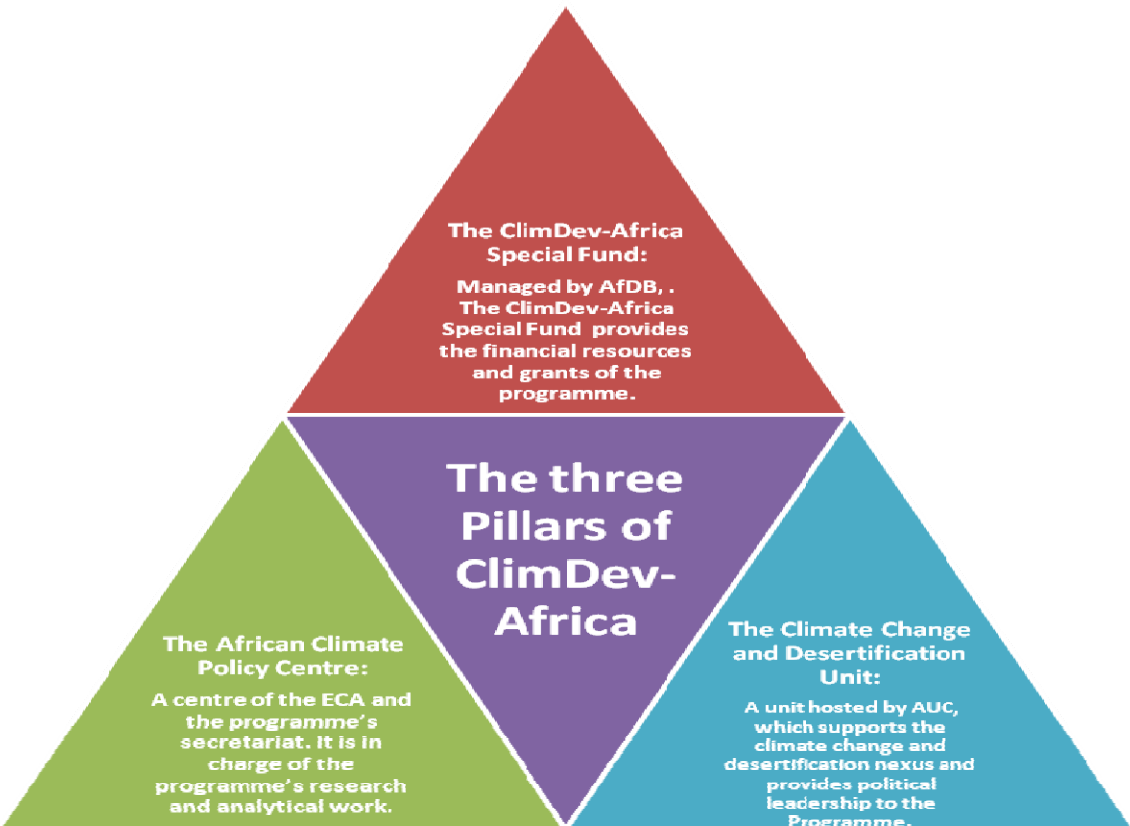 The ClimDev-Africa
Special Fund:
Managed by AfDB, .
The ClimDev-Africa
Special Fund provides
the financial resources
and grants of the
programme.
The three
Pillars of
ClimDev-
Africa
The African Climate
Policy Centre:
A centre of the ECA and
the programme's
secretariat. It is in
charge of the
programme's research
and analytical work.
The Climate Change
and Desertification
Unit:
A unit hosted by AUC,
which supports the
climate change and
desertification nexus and
provides political
leadership to the
Programme.